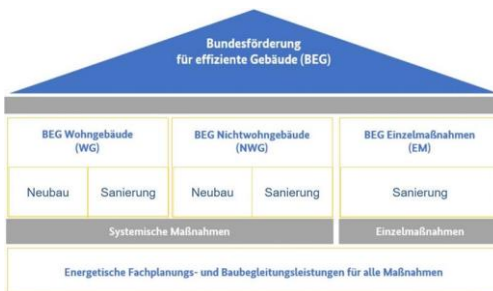 Bundesförderung
für effiziente Gebäude (BEG)
BEG Wohngebäude
(WG)
BEG Nichtwohngebäude
(NWG)
BEG Einzelmaßnahmen
(EM)
Neubau
Sanierung
Neubau
Sanierung
Sanierung
Systemische Maßnahmen
Einzelmaßnahmen
Energetische Fachplanungs- und Baubegleitungsleistungen für alle Maßnahmen